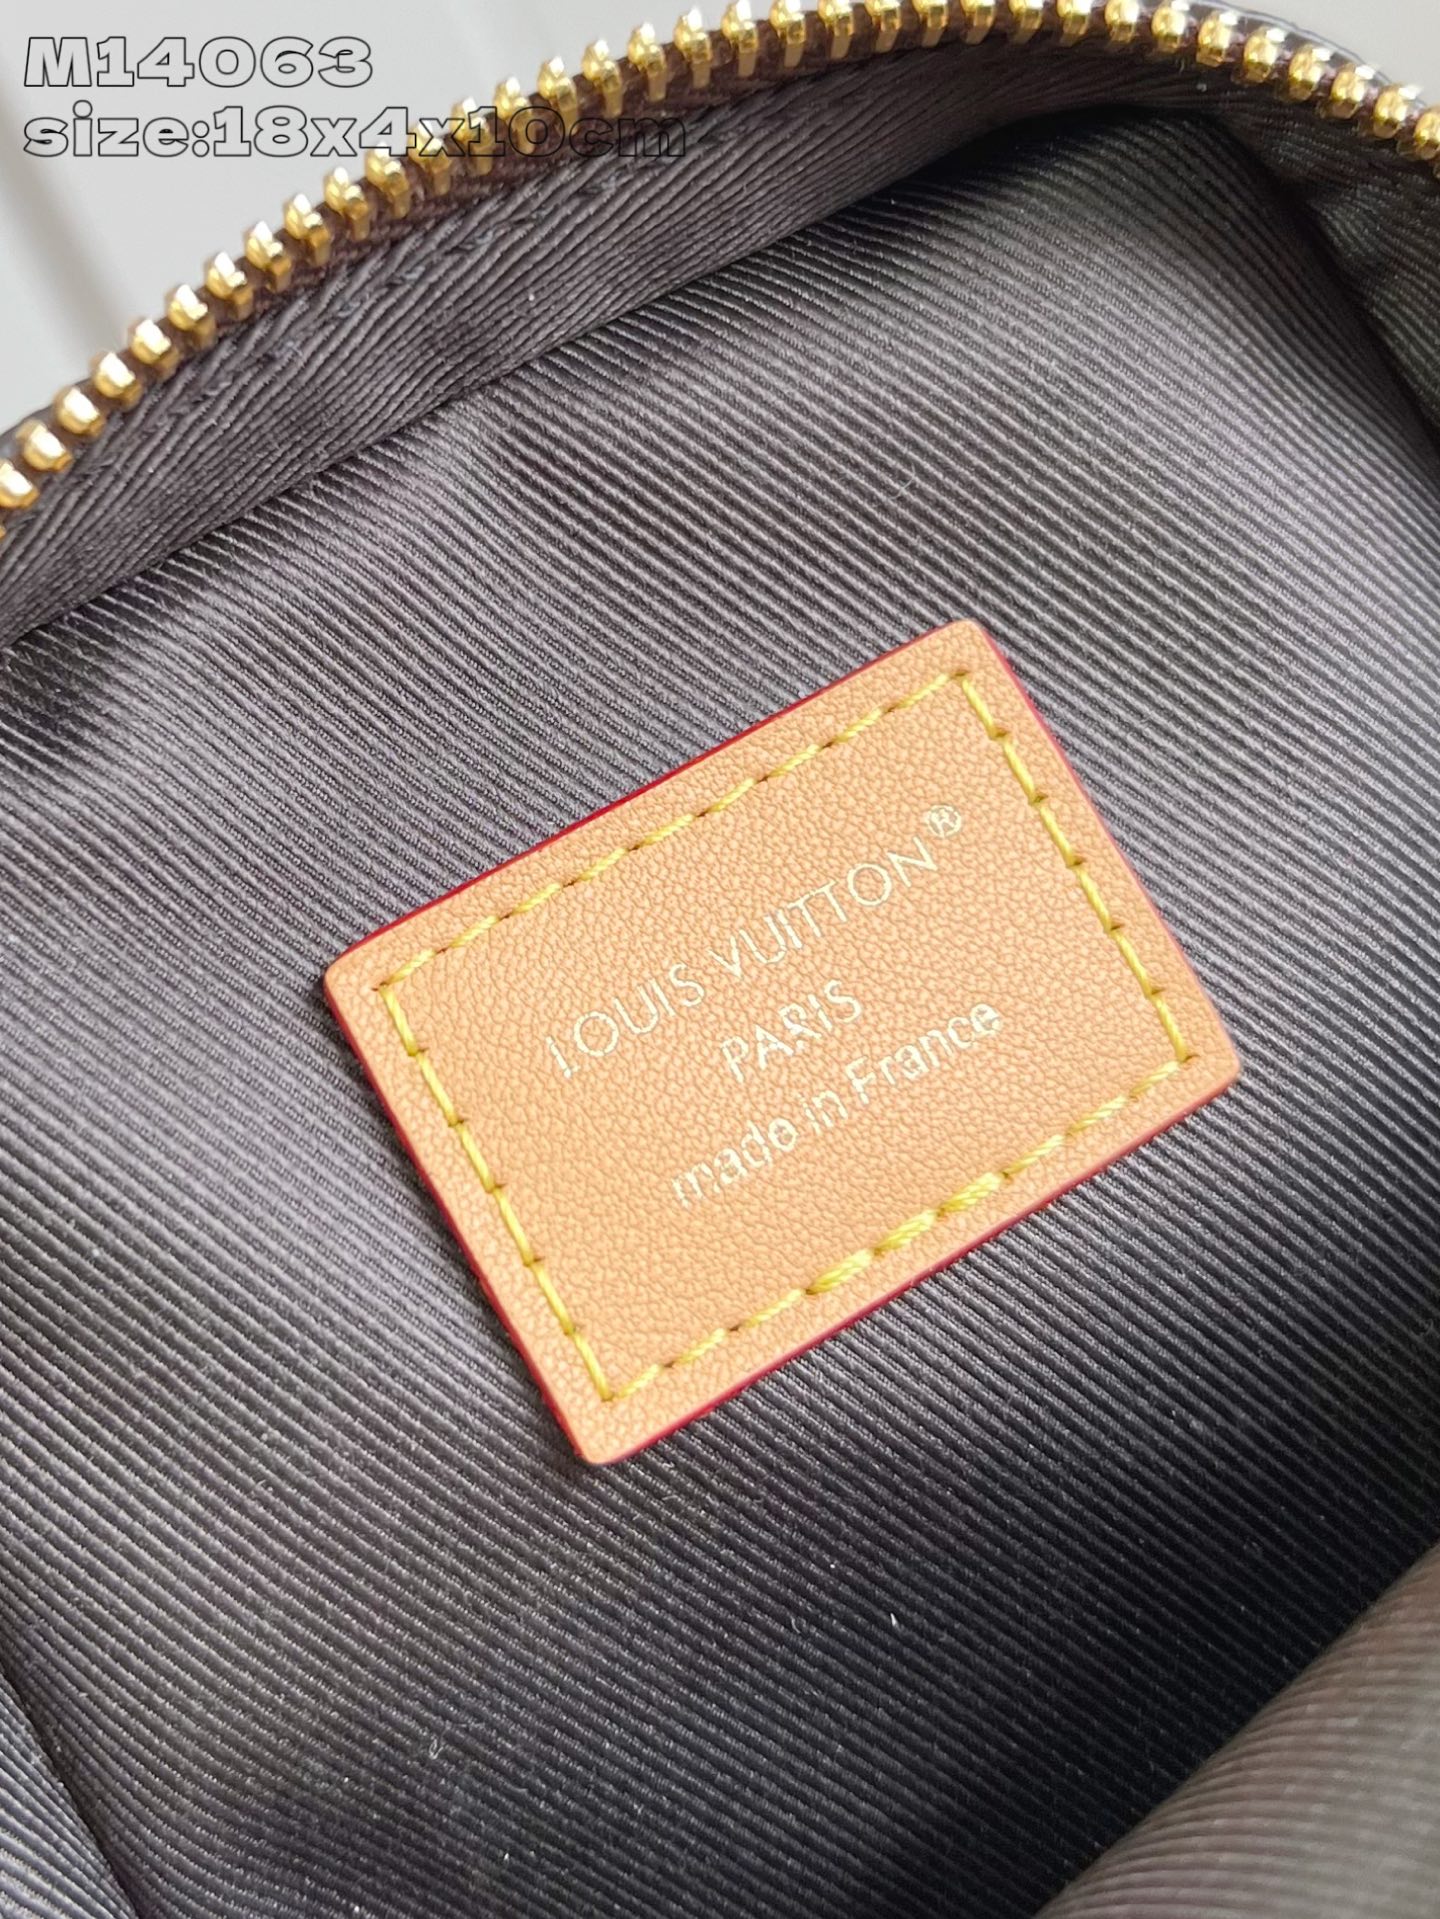 M14063
size:18x4x10cm
LOUIS VUITTON®
PARIS
made in France